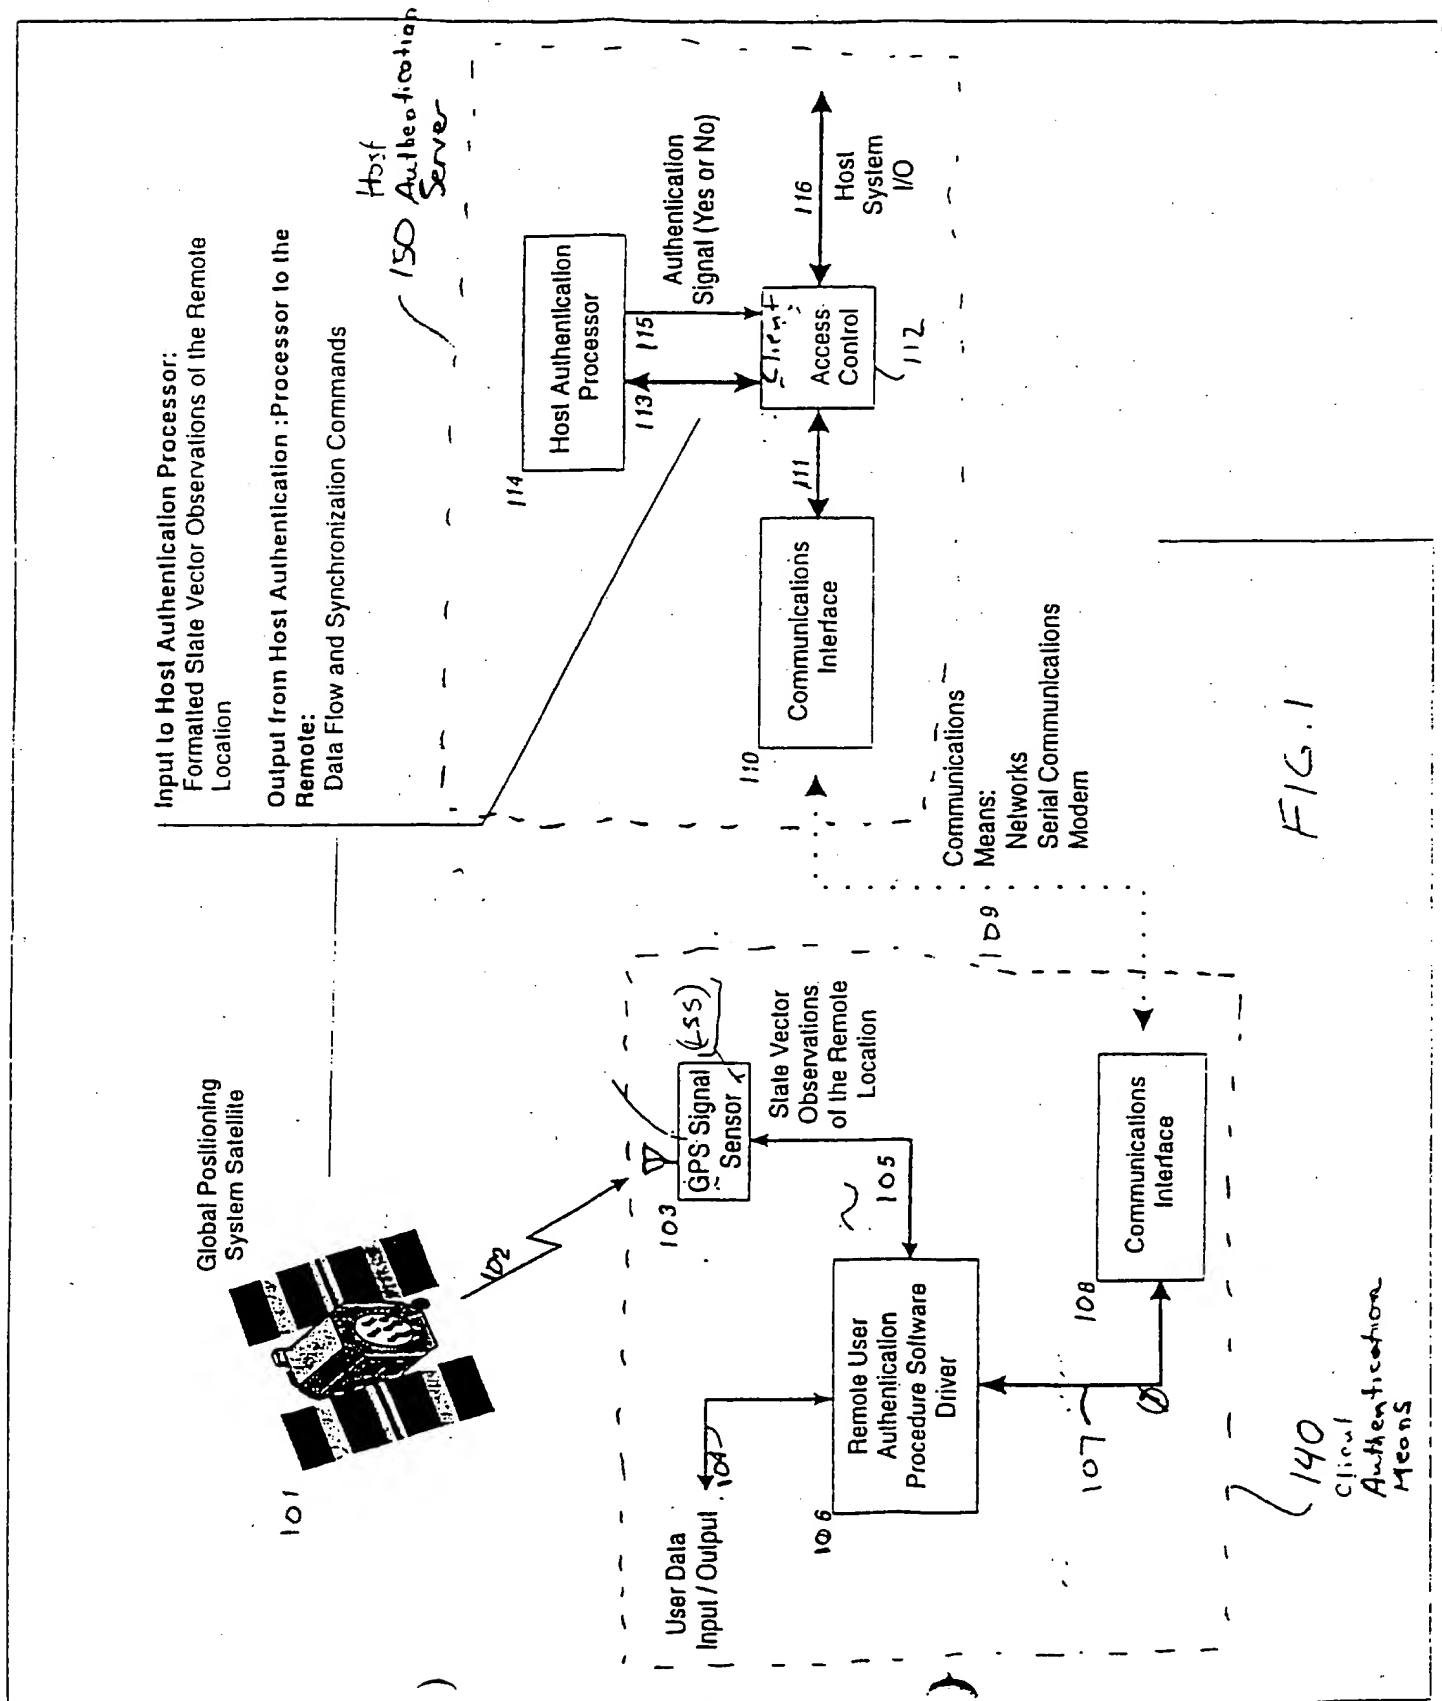 Global Positioning
System Satellite
101
102
Input to Host Authentication Processor:
Formatted State Vector Observations of the Remote
Location
Output from Host Authentication :Processor to the
Remote:
Data Flow and Synchronization Commands
150 Host
Authentication
Server
103
GPS Signal
Sensor
(LSS)
User Data
Input / Output
104
State Vector
Observations
of the Remote
Location
105
106
Remote User
Authentication
Procedure Software
Driver
107
108
Communications
Interface
109
Communications
Means:
Networks
Serial Communications
Modem
110
Communications
Interface
111
114
Host Authentication
Processor
113
115
Authentication
Signal (Yes or No)
Client
Access
Control
112
116
Host
System
I/O
140
Client
Authentication
Means
FIG. 1